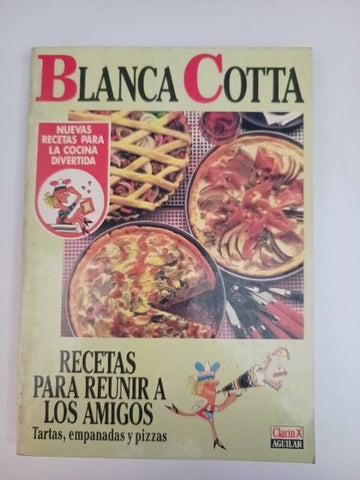 BLANCA COTTA
NUEVAS
RECETAS PARA
LA COCINA
DIVERTIDA
RECETAS
PARA REUNIR A
LOS AMIGOS
Tartas, empanadas y pizzas
Clarín
AGUILAR